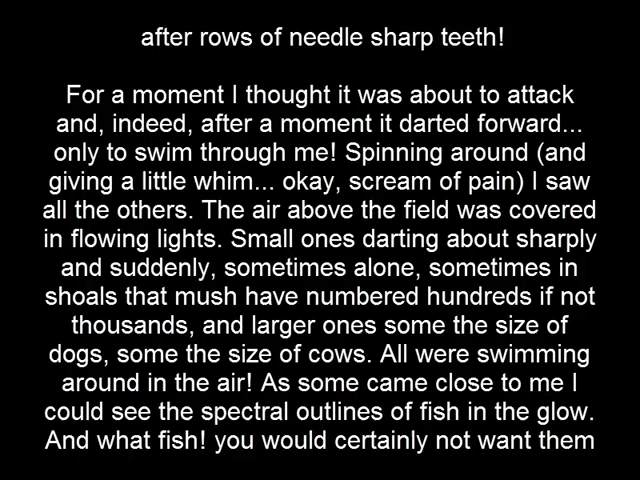 after rows of needle sharp teeth!
For a moment I thought it was about to attack
and, indeed, after a moment it darted forward...
only to swim through me! Spinning around (and
giving a little whim... okay, scream of pain) I saw
all the others. The air above the field was covered
in flowing lights. Small ones darting about sharply
and suddenly, sometimes alone, sometimes in
shoals that mush have numbered hundreds if not
thousands, and larger ones some the size of
dogs, some the size of cows. All were swimming
around in the air! As some came close to me I
could see the spectral outlines of fish in the glow.
And what fish! you would certainly not want them